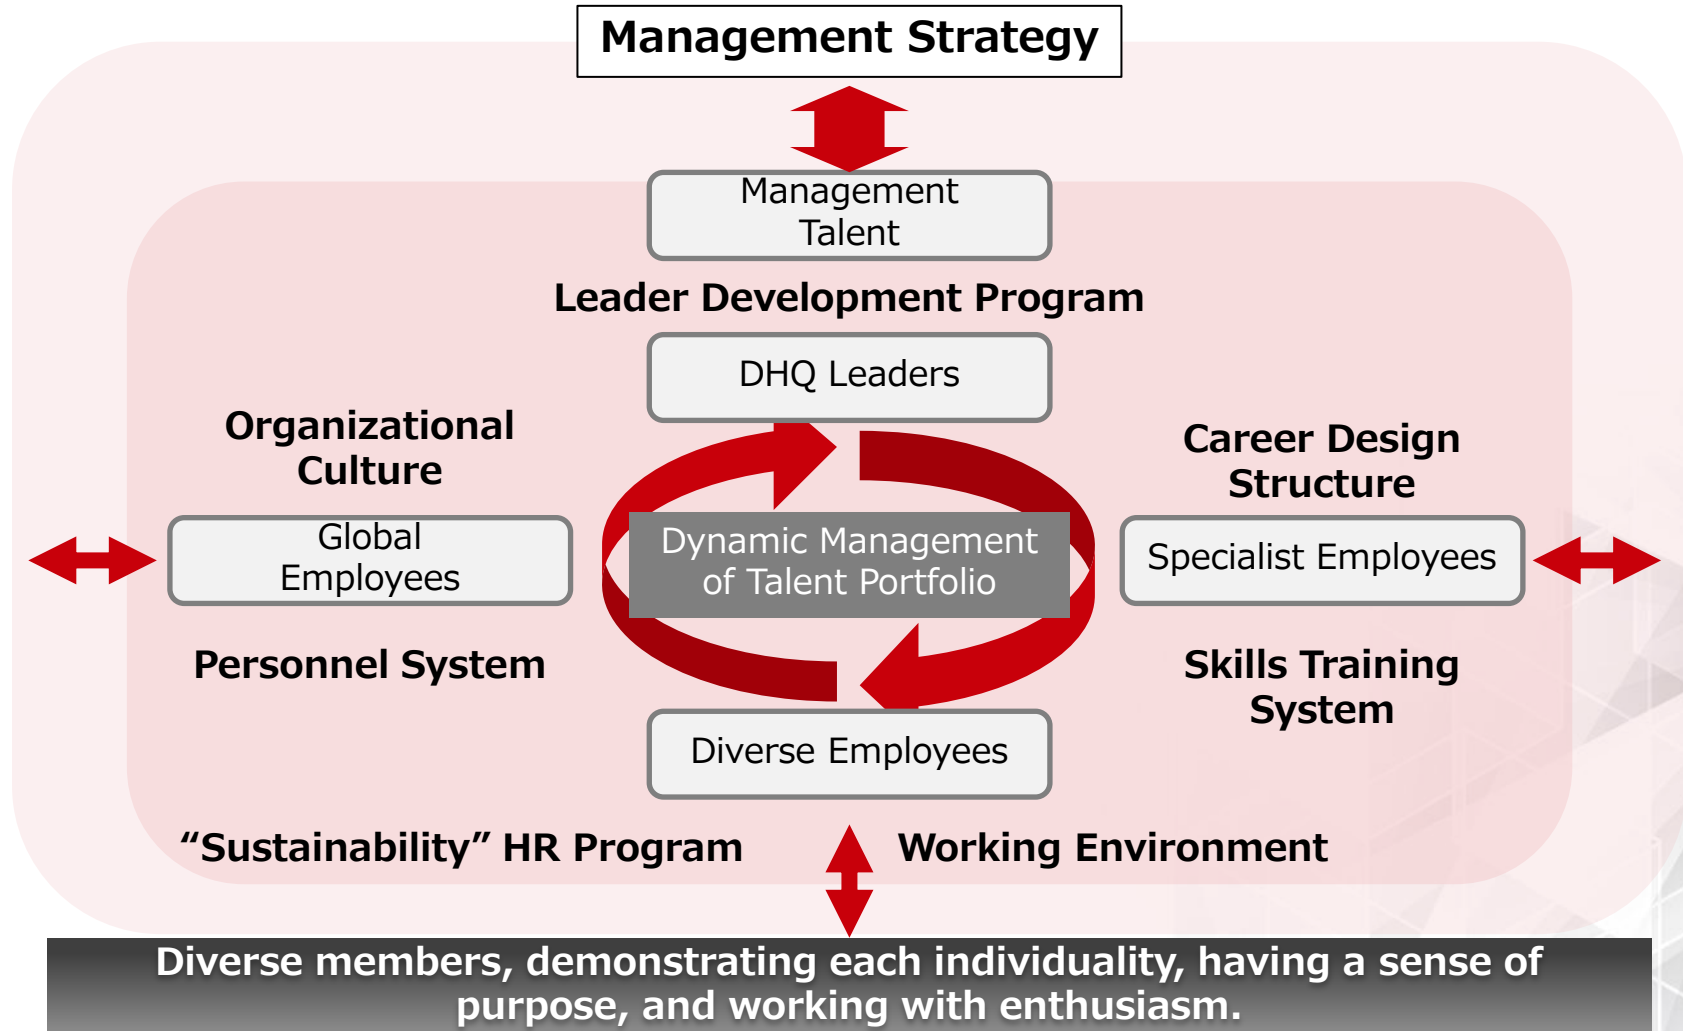 Management Strategy
Management
Talent
Leader Development Program
DHQ Leaders
Organizational
Culture
Career Design
Structure
Global
Employees
Dynamic Management
of Talent Portfolio
Specialist Employees
Personnel System
Skills Training
System
Diverse Employees
“Sustainability” HR Program
Working Environment
Diverse members, demonstrating each individuality, having a sense of
purpose, and working with enthusiasm.